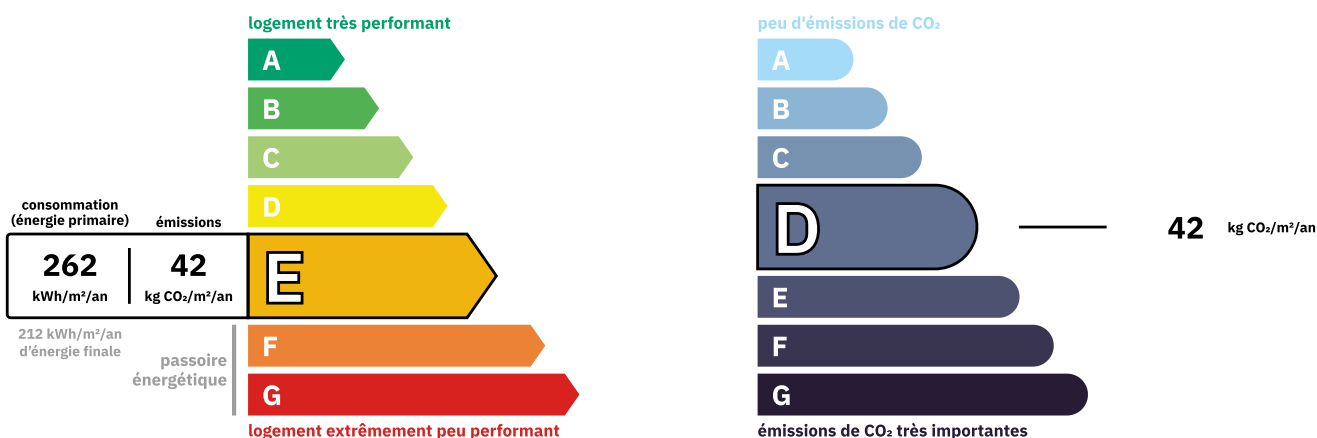 logement très performant
A
B
C
D
consommation
(énergie primaire)
émissions
262
kWh/m²/an
42
kg CO₂/m²/an
E
212 kWh/m²/an
d'énergie finale
passoire
énergétique
F
G
logement extrêmement peu performant
peu d'émissions de CO₂
A
B
C
D
42 kg CO₂/m²/an
E
F
G
émissions de CO₂ très importantes